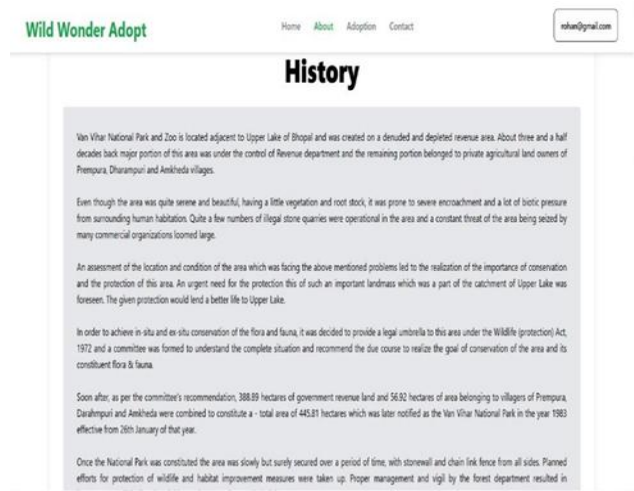 Wild Wonder Adopt
Home About Adoption Contact
rohan@gmail.com
History
Van Vihar National Park and Zoo is located adjacent to Upper Lake of Bhopal and was created on a denuded and depleted revenue area. About three and a half
decades back major portion of this area was under the control of Revenue department and the remaining portion belonged to private agricultural land owners of
Prempura, Dharampuri and Amkheda villages.
Even though the area was quite serene and beautiful, having a little vegetation and root stock, it was prone to severe encroachment and a lot of biotic pressure
from surrounding human habitation. Quite a few numbers of illegal stone quarries were operational in the area and a constant threat of the area being seized by
many commercial organizations loomed large.
An assessment of the location and condition of the area which was facing the above mentioned problems led to the realization of the importance of conservation
and the protection of this area. An urgent need for the protection this of such an important landmass which was a part of the catchment of Upper Lake was
foreseen. The given protection would lend a better life to Upper Lake.
In order to achieve in-situ and ex-situ conservation of the flora and fauna, it was decided to provide a legal umbrella to this area under the Wildlife (protection) Act,
1972 and a committee was formed to understand the complete situation and recommend the due course to realize the goal of conservation of the area and its
constituent flora & fauna.
Soon after, as per the committee's recommendation, 388.89 hectares of government revenue land and 56.92 hectares of area belonging to villagers of Prempura,
Darahmpuri and Amkheda were combined to constitute a - total area of 445.81 hectares which was later notified as the Van Vihar National Park in the year 1983
effective from 26th January of that year.
Once the National Park was constituted the area was slowly but surely secured over a period of time, with stonewall and chain link fence from all sides. Planned
efforts for protection of wildlife and habitat improvement measures were taken up. Proper management and vigil by the forest department resulted in